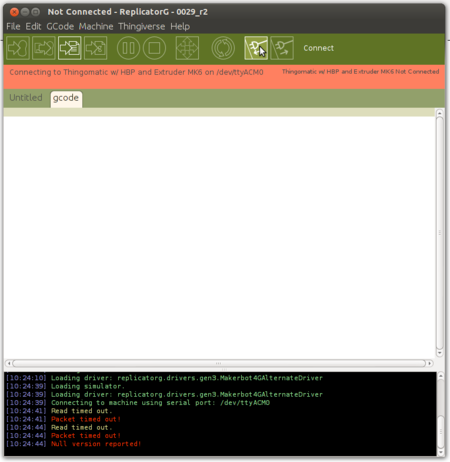 Not Connected - ReplicatorG - 0029_r2
File Edit GCode Machine Thingiverse Help
Connect
Connecting to Thingomatic w/ HBP and Extruder MK6 on /dev/ttyACM0 Thingomatic w/ HBP and Extruder MK6 Not Connected
Untitled gcode
[10:24:10] Loading driver: replicatorg.drivers.gen3.Makerbot4GAlternateDriver
[10:24:39] Loading simulator.
[10:24:39] Loading driver: replicatorg.drivers.gen3.Makerbot4GAlternateDriver
[10:24:39] Connecting to machine using serial port: /dev/ttyACM0
[10:24:41] Read timed out.
[10:24:41] Packet timed out!
[10:24:44] Read timed out.
[10:24:44] Packet timed out!
[10:24:44] Null version reported!